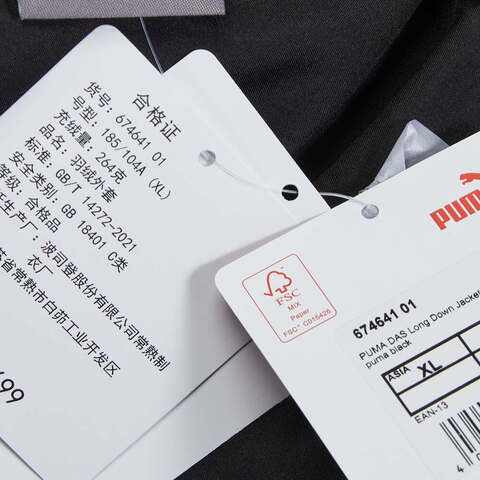 合格证
货号: 674641 01
号型: 185/104A (XL)
充绒量: 264克
品名: 羽绒外套
标准: GB/T 14272-2021
等级: 合格品
安全类别: GB 18401 C类
生产厂: 波司登股份有限公司常熟制
衣厂
苏省常熟市白茆工业开发区
699
PUMA
FSC
MIX
Paper
FSC® C015426
674641 01
PUMA DAS Long Down Jacket
puma black
ASIA XL
EAN-13
4